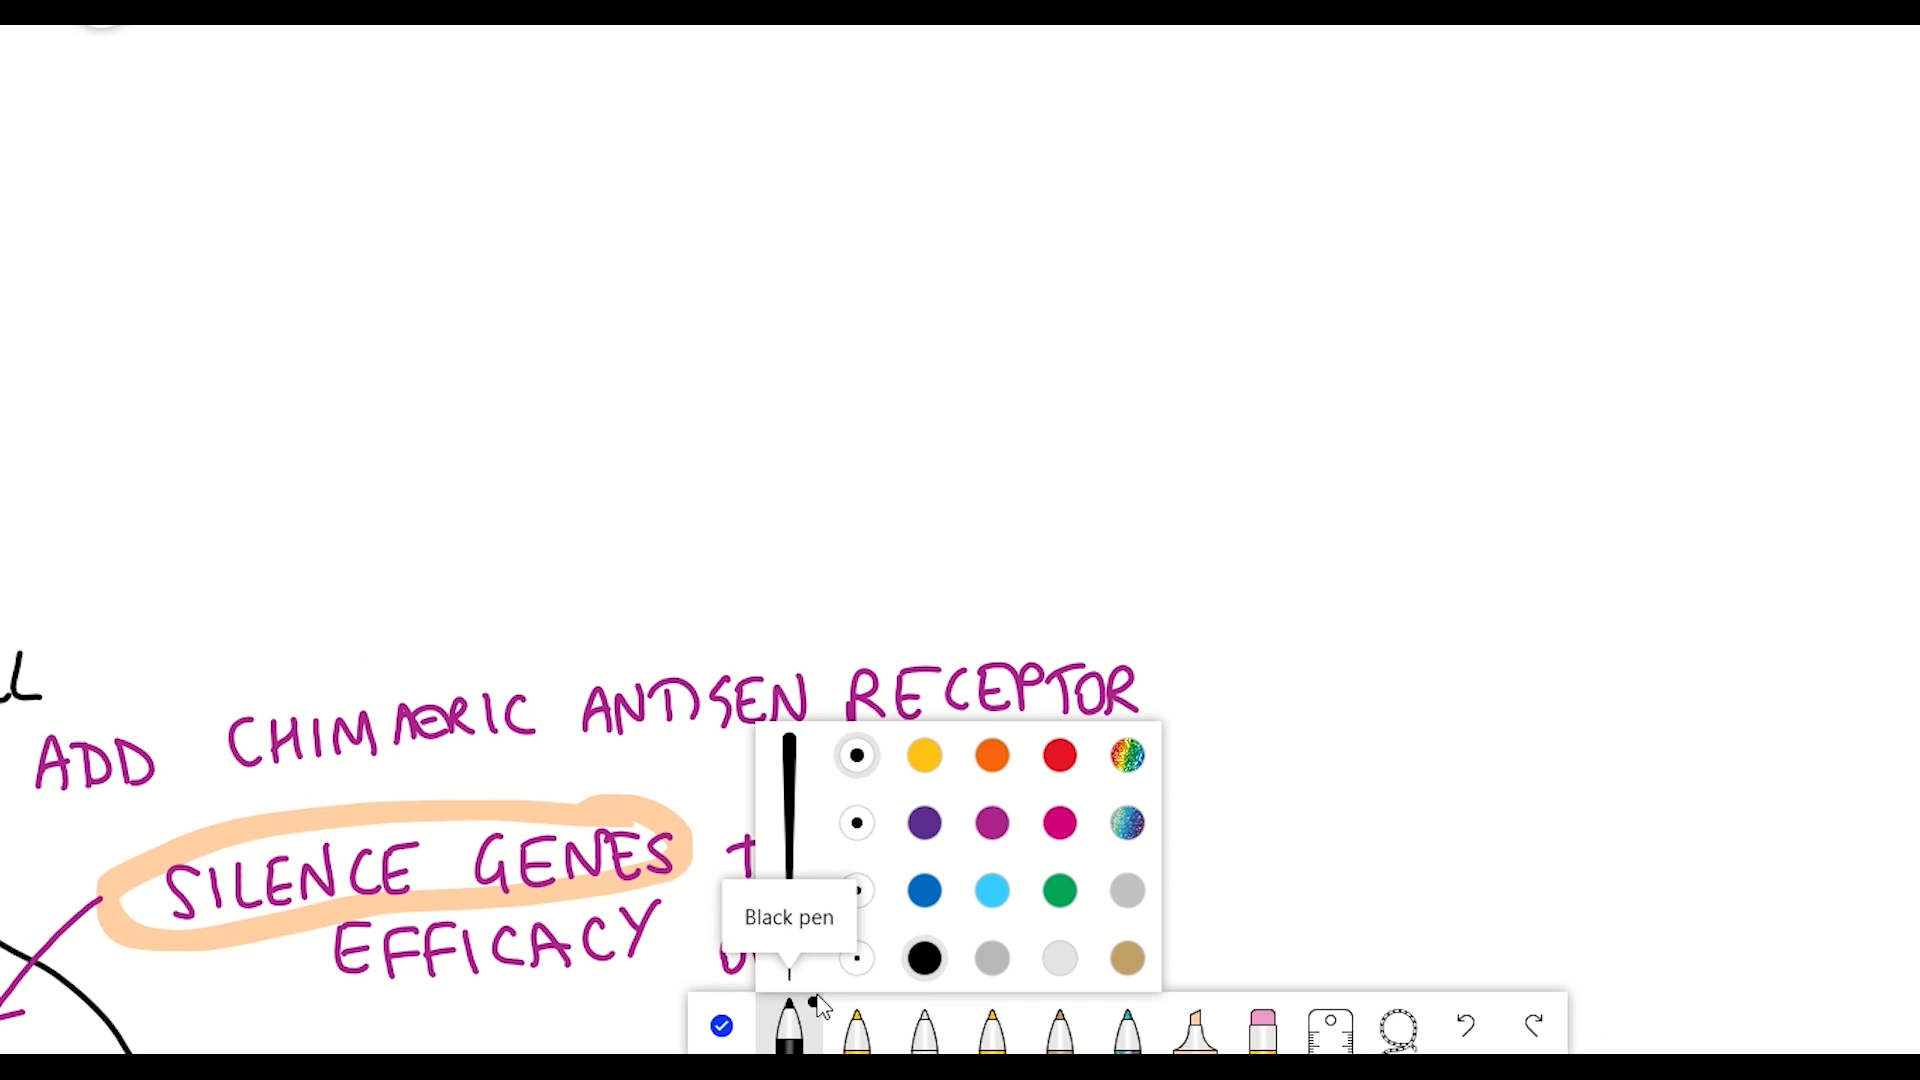 ADD CHIMAERIC ANTIGEN RECEPTOR
SILENCE GENES
EFFICACY
Black pen